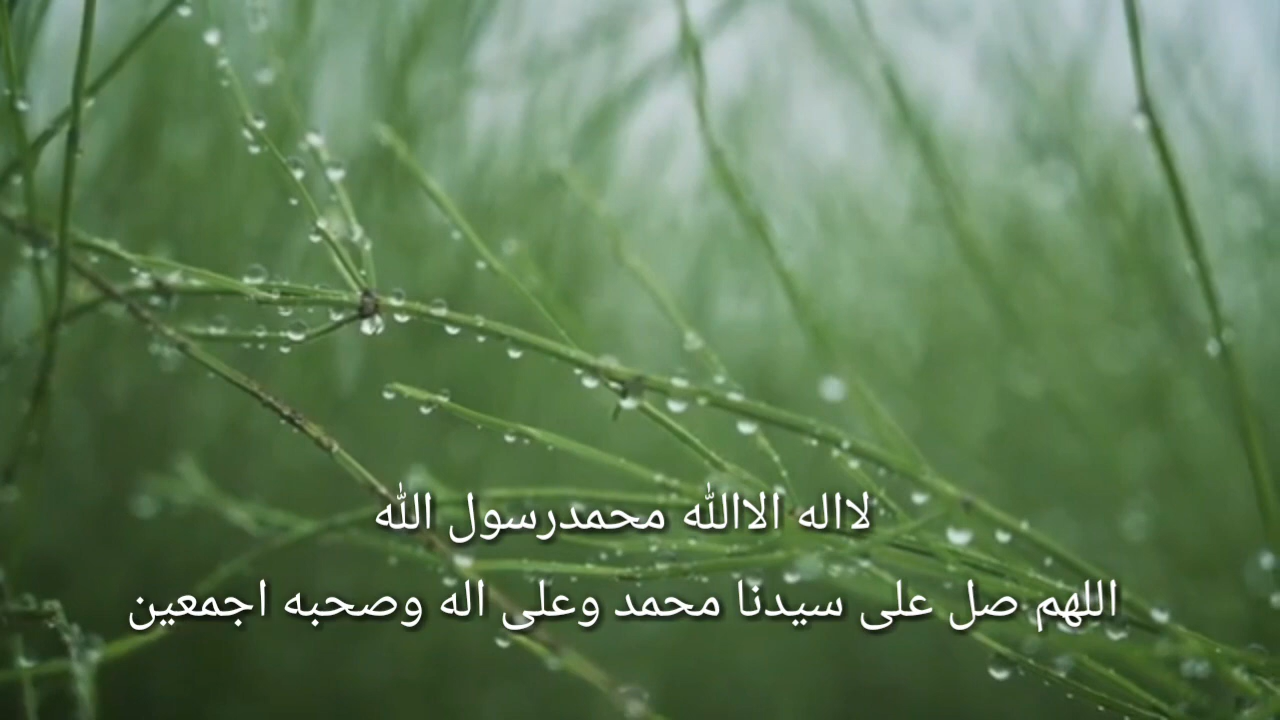 لااله الاالله محمدرسول الله
اللهم صل على سيدنا محمد وعلى اله وصحبه اجمعين